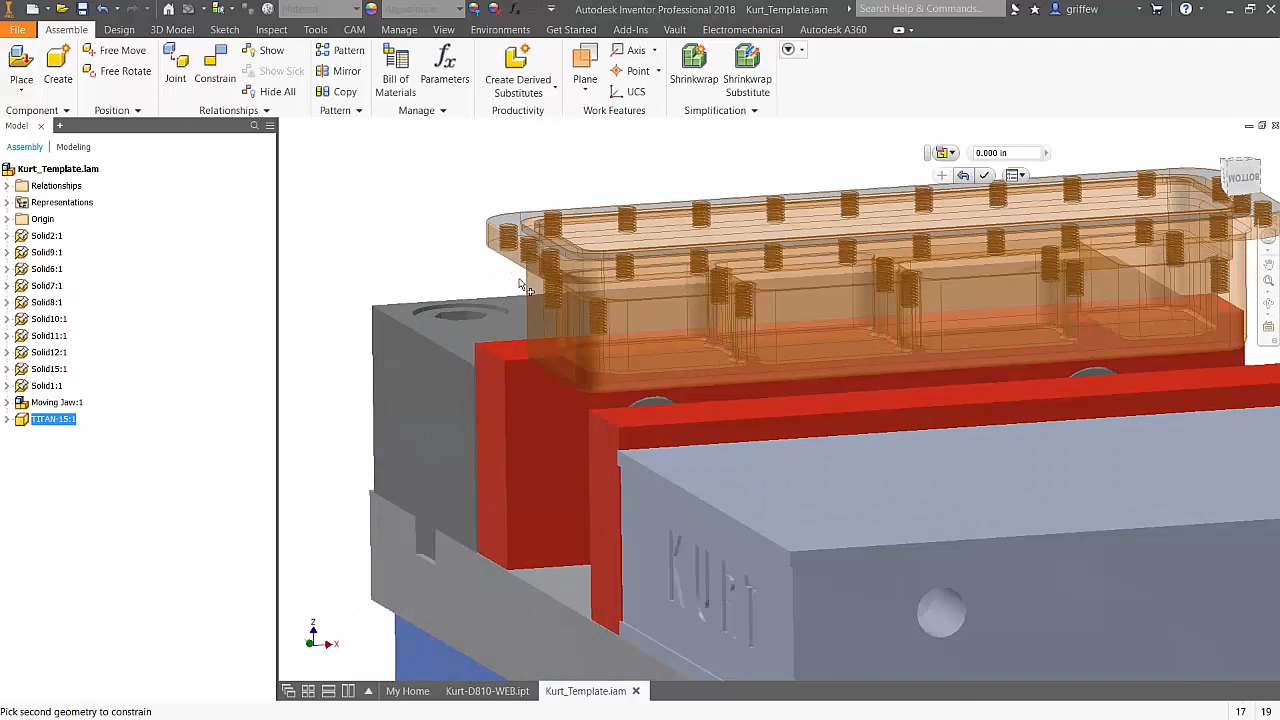 Material
Appearance
Autodesk Inventor Professional 2018
Kurt_Template.iam
Search Help & Commands...
griffew
File
Assemble
Design
3D Model
Sketch
Inspect
Tools
CAM
Manage
View
Environments
Get Started
Add-Ins
Vault
Electromechanical
Autodesk A360
Place
Create
Free Move
Free Rotate
Joint
Constrain
Show
Show Sick
Hide All
Pattern
Mirror
Copy
Bill of
Materials
Parameters
Create Derived
Substitutes
Plane
Axis
Point
UCS
Shrinkwrap
Shrinkwrap
Substitute
Component
Position
Relationships
Pattern
Manage
Productivity
Work Features
Simplification
Model
Assembly
Modeling
Kurt_Template.iam
Relationships
Representations
Origin
Solid2:1
Solid9:1
Solid6:1
Solid7:1
Solid8:1
Solid10:1
Solid11:1
Solid12:1
Solid15:1
Solid1:1
Moving Jaw:1
TITAN-15:1
0.000 in
BOTTOM
KURT
Z
X
My Home
Kurt-D810-WEB.ipt
Kurt_Template.iam
Pick second geometry to constrain
17
19